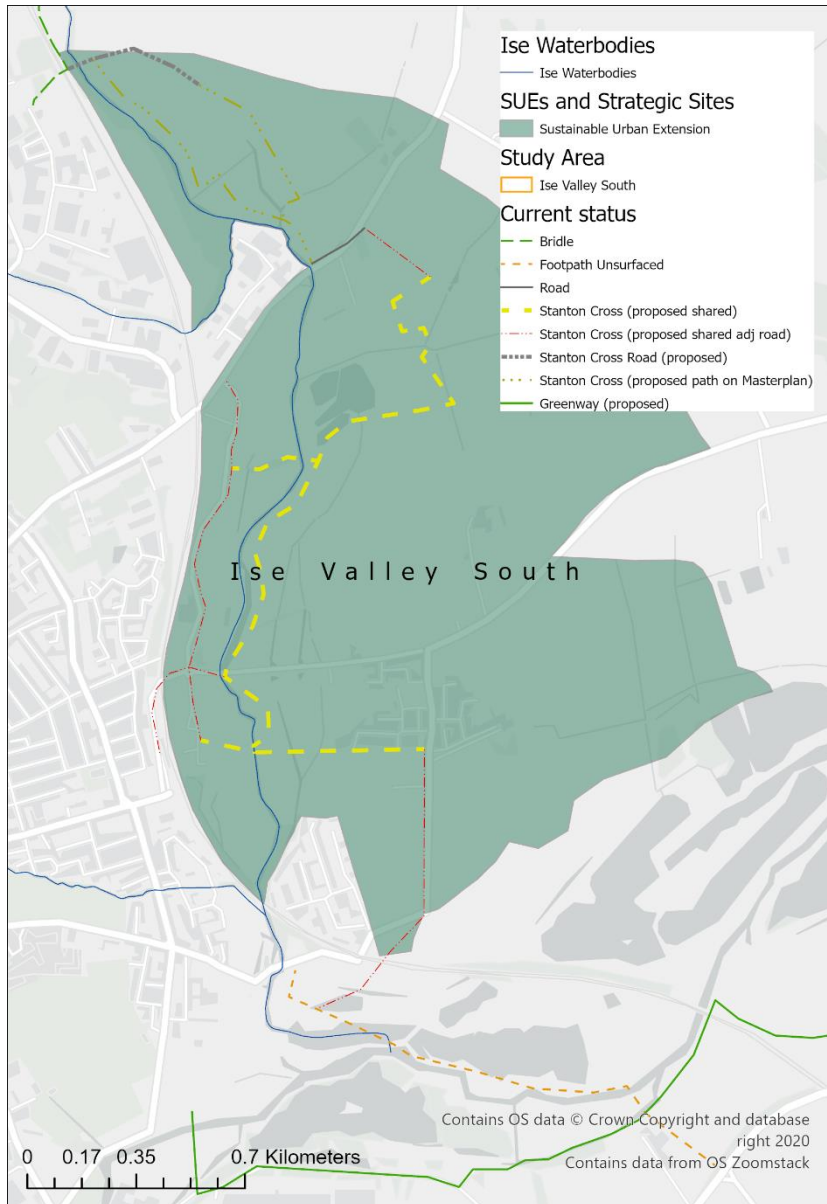 Ise Waterbodies
Ise Waterbodies
SUEs and Strategic Sites
Sustainable Urban Extension
Study Area
Ise Valley South
Current status
Bridle
Footpath Unsurfaced
Road
Stanton Cross (proposed shared)
Stanton Cross (proposed shared adj road)
Stanton Cross Road (proposed)
Stanton Cross (proposed path on Masterplan)
Greenway (proposed)
Ise Valley South
Contains OS data © Crown Copyright and database
right 2020
Contains data from OS Zoomstack
0 0.17 0.35 0.7 Kilometers